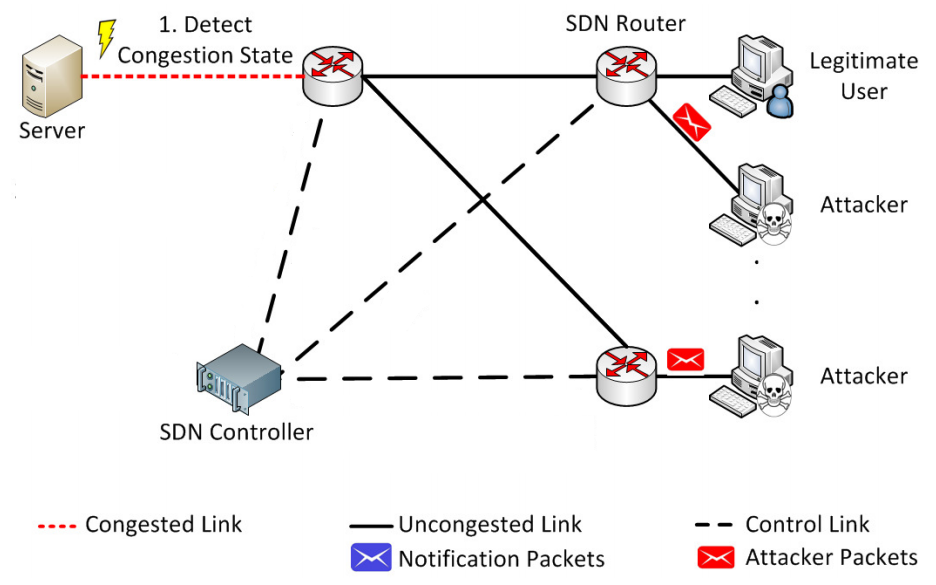 1. Detect
Congestion State
SDN Router
Server
Legitimate
User
Attacker
.
.
Attacker
SDN Controller
Congested Link
Uncongested Link
Control Link
Notification Packets
Attacker Packets